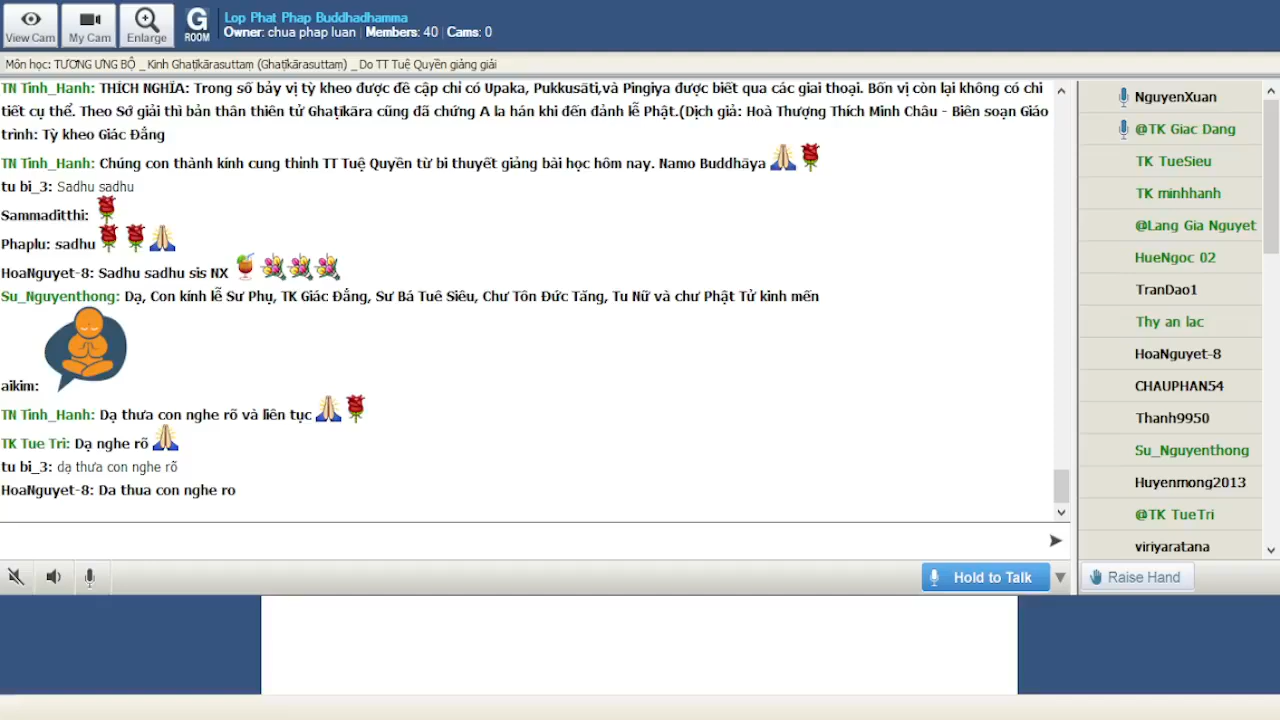 View Cam
My Cam
Enlarge
G
ROOM
Lop Phat Phap Buddhadhamma
Owner: chua phap luan | Members: 40 | Cams: 0
Môn học: TƯƠNG ƯNG BỘ _ Kinh Ghaṭikārasuttaṃ (Ghaṭikārasuttaṃ) _ Do TT Tuệ Quyền giảng giải
TN Tinh_Hanh: THÍCH NGHĨA: Trong số bảy vị tỳ kheo được đề cập chỉ có Upaka, Pukkusāti,và Pingiya được biết qua các giai thoại. Bốn vị còn lại không có chi
tiết cụ thể. Theo Sớ giải thì bản thân thiên tử Ghaṭikāra cũng đã chứng A la hán khi đến đảnh lễ Phật.(Dịch giả: Hoà Thượng Thích Minh Châu - Biên soạn Giáo
trình: Tỳ kheo Giác Đẳng
TN Tinh_Hanh: Chúng con thành kính cung thỉnh TT Tuệ Quyền từ bi thuyết giảng bài học hôm nay. Namo Buddhāya
tu bi_3: Sadhu sadhu
Sammaditthi:
Phaplu: sadhu
HoaNguyet-8: Sadhu sadhu sis NX
Su_Nguyenthong: Dạ, Con kính lễ Sư Phụ, TK Giác Đẳng, Sư Bá Tuê Siêu, Chư Tôn Đức Tăng, Tu Nữ và chư Phật Tử kinh mến
aikim:
TN Tinh_Hanh: Dạ thưa con nghe rõ và liên tục
TK Tue Tri: Dạ nghe rõ
tu bi_3: dạ thưa con nghe rõ
HoaNguyet-8: Da thua con nghe ro
Hold to Talk
NguyenXuan
@TK Giac Dang
TK TueSieu
TK minhhanh
@Lang Gia Nguyet
HueNgoc 02
TranDao1
Thy an lac
HoaNguyet-8
CHAUPHAN54
Thanh9950
Su_Nguyenthong
Huyenmong2013
@TK TueTri
viriyaratana
Raise Hand